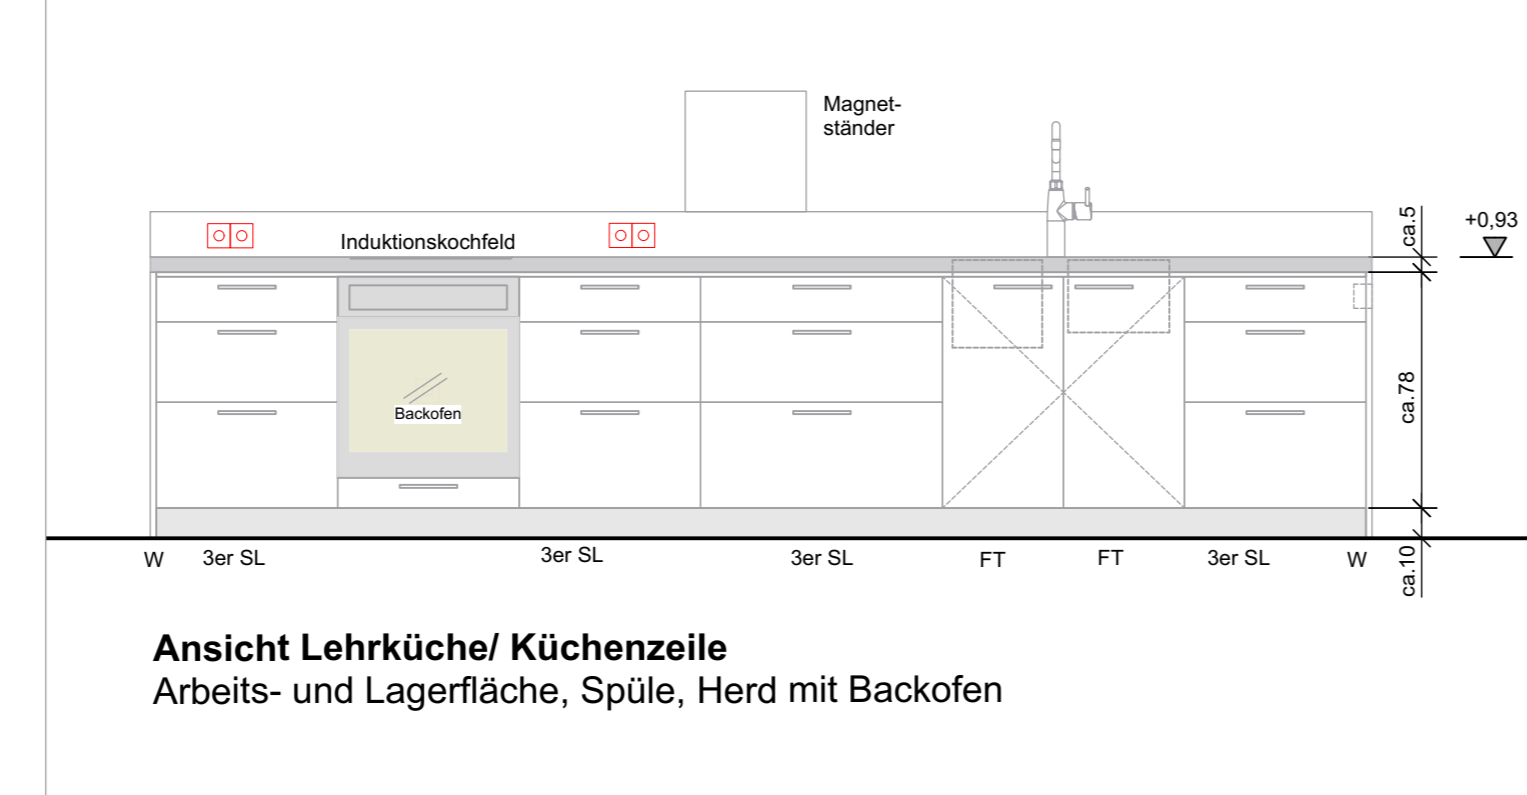 Magnet-
ständer
+0,93
ca.5
Induktionskochfeld
ca.78
Backofen
ca.10
W 3er SL 3er SL 3er SL FT FT 3er SL W
Ansicht Lehrküche/ Küchenzeile
Arbeits- und Lagerfläche, Spüle, Herd mit Backofen